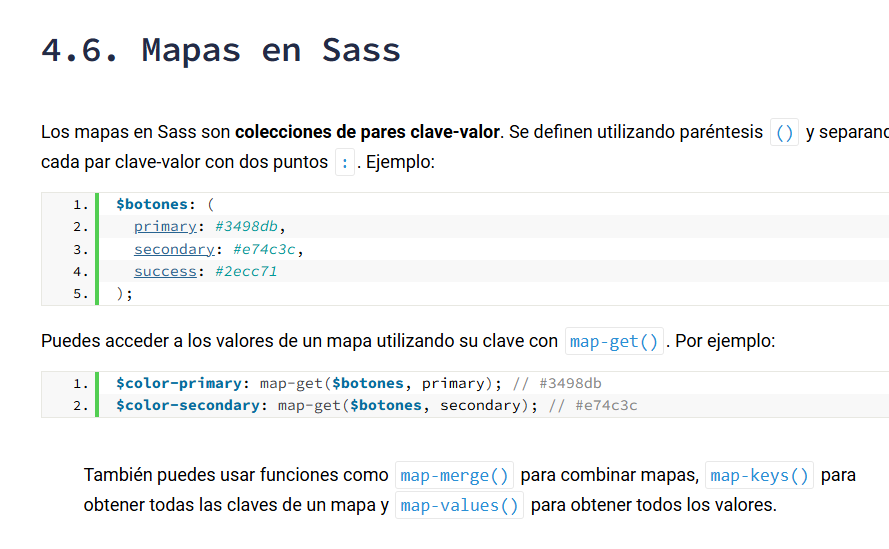 4.6. Mapas en Sass
Los mapas en Sass son colecciones de pares clave-valor. Se definen utilizando paréntesis () y separand
cada par clave-valor con dos puntos : . Ejemplo:
1. $botones: (
2. primary: #3498db,
3. secondary: #e74c3c,
4. success: #2ecc71
5. );
Puedes acceder a los valores de un mapa utilizando su clave con map-get() . Por ejemplo:
1. $color-primary: map-get($botones, primary); // #3498db
2. $color-secondary: map-get($botones, secondary); // #e74c3c
También puedes usar funciones como map-merge() para combinar mapas, map-keys() para
obtener todas las claves de un mapa y map-values() para obtener todos los valores.